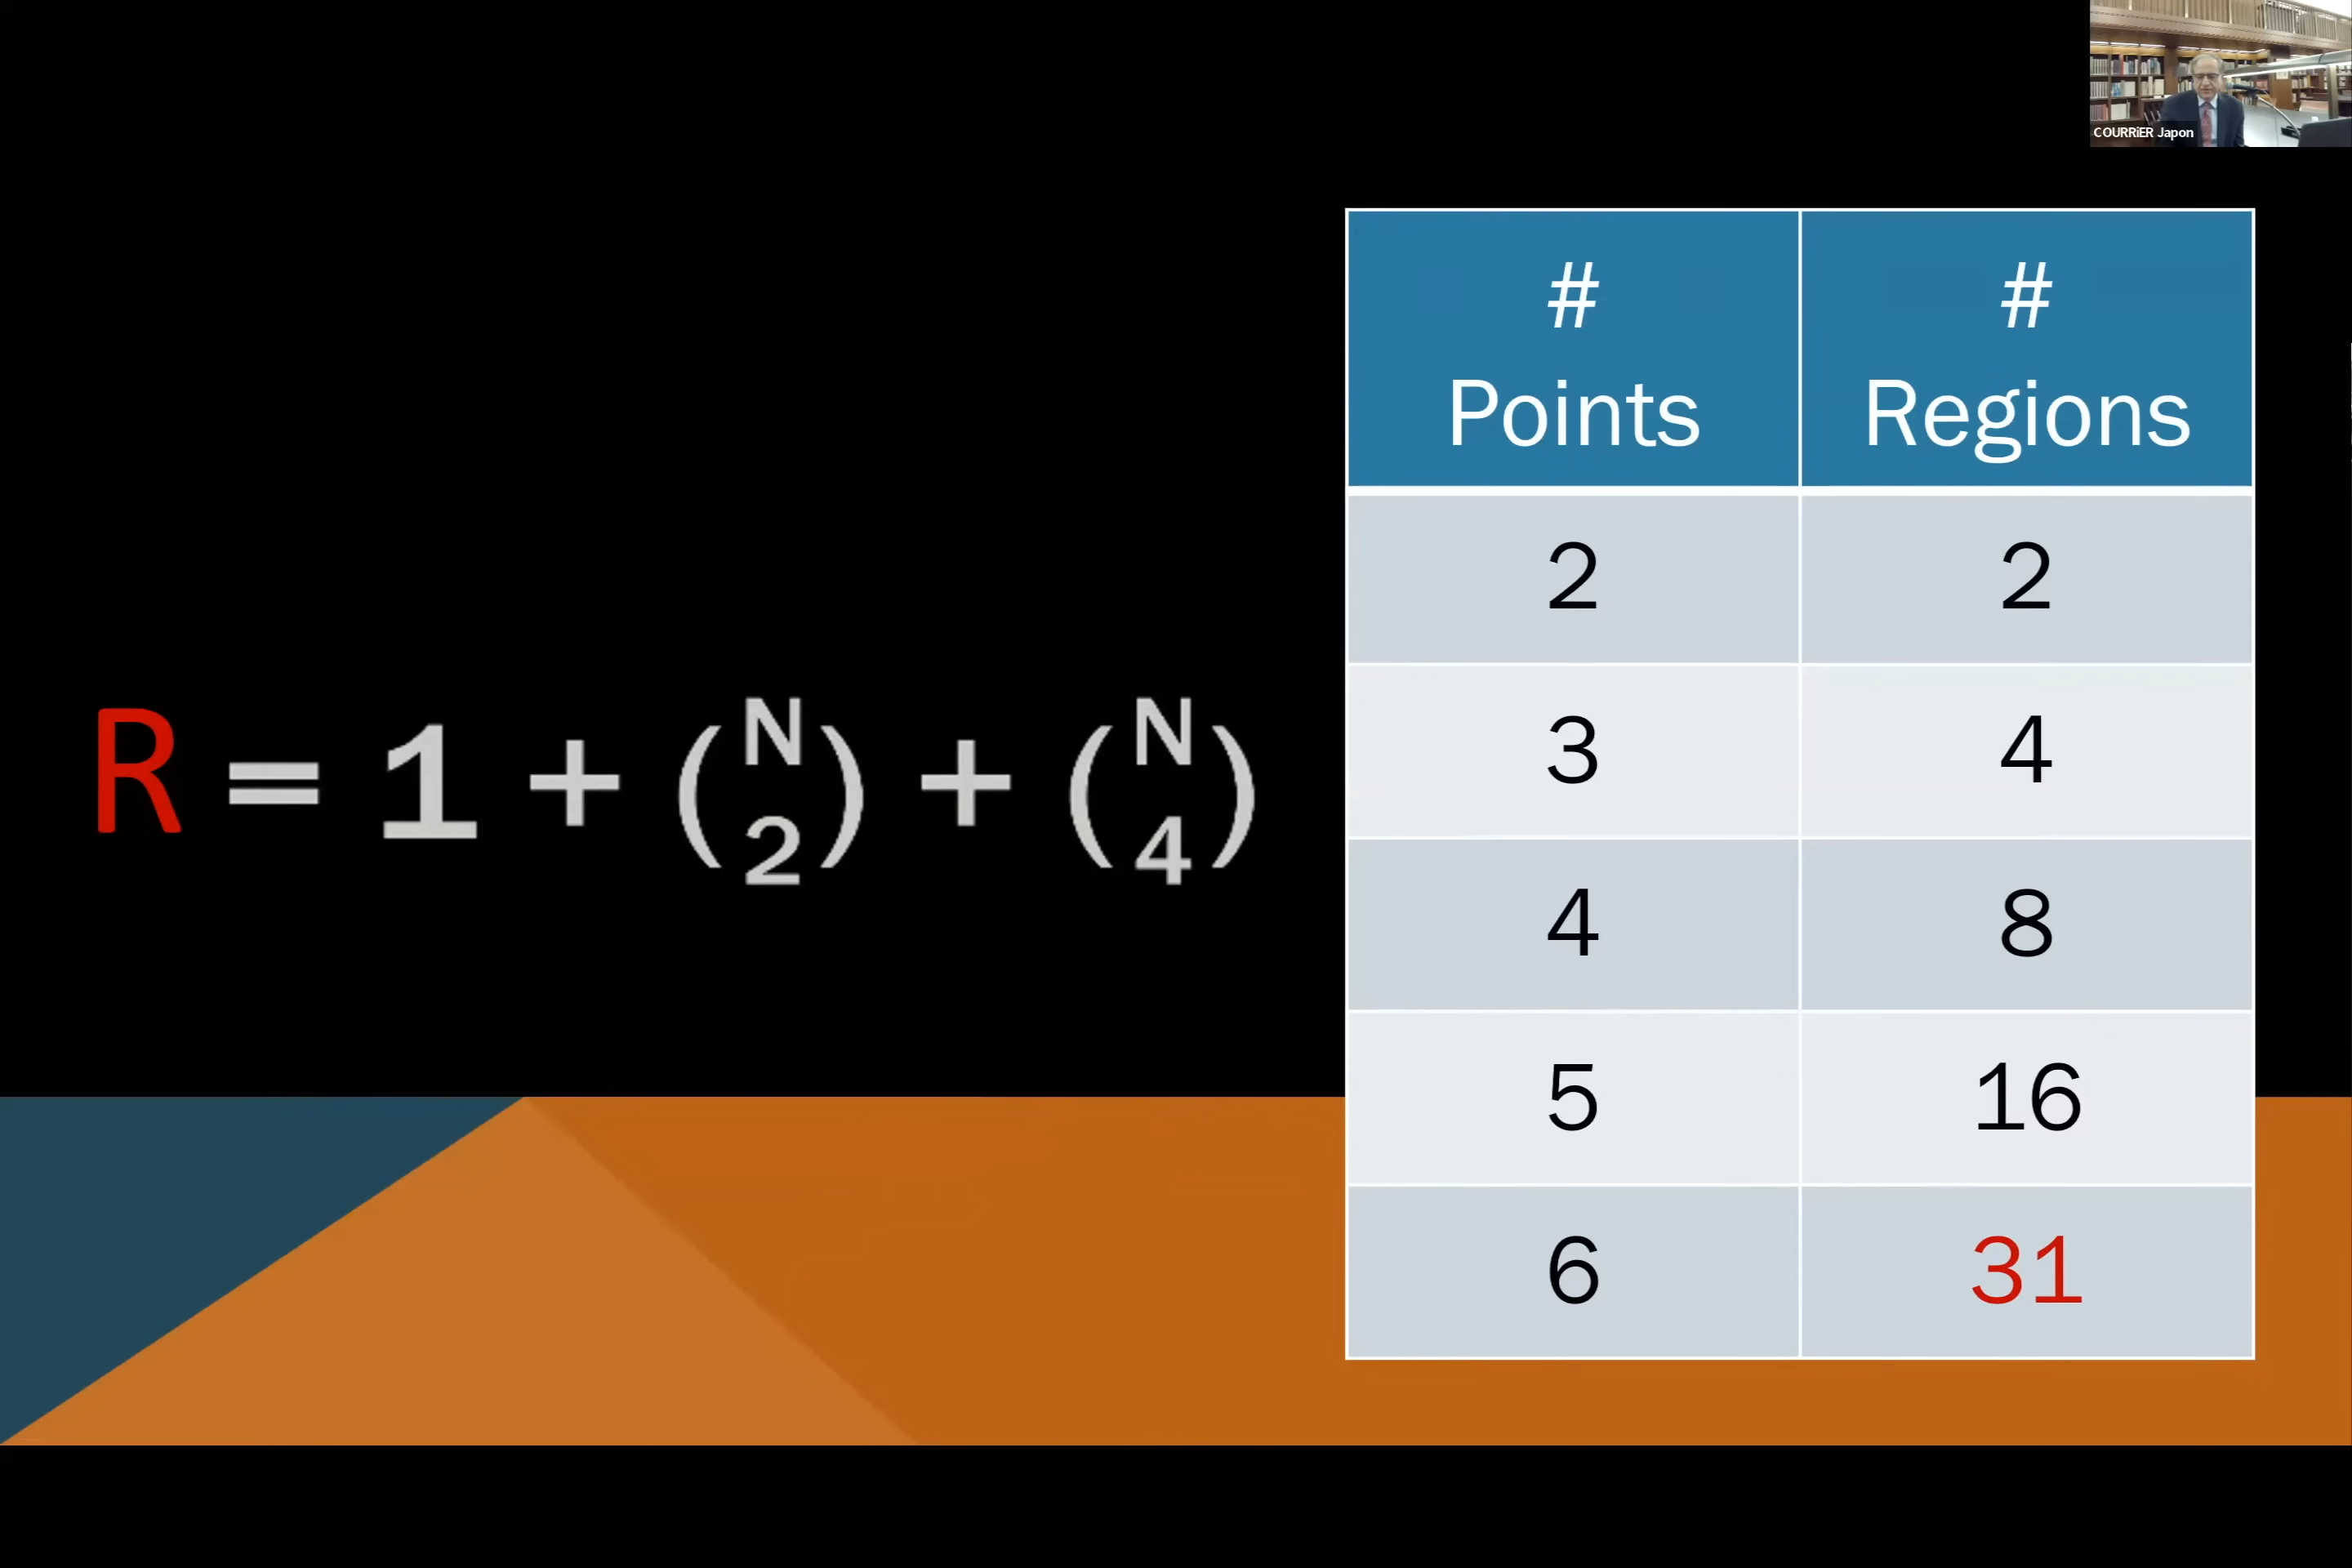 COURRiER Japon
# Points # Regions
2 2
3 4
4 8
5 16
6 31
R = 1 + (N 2) + (N 4)